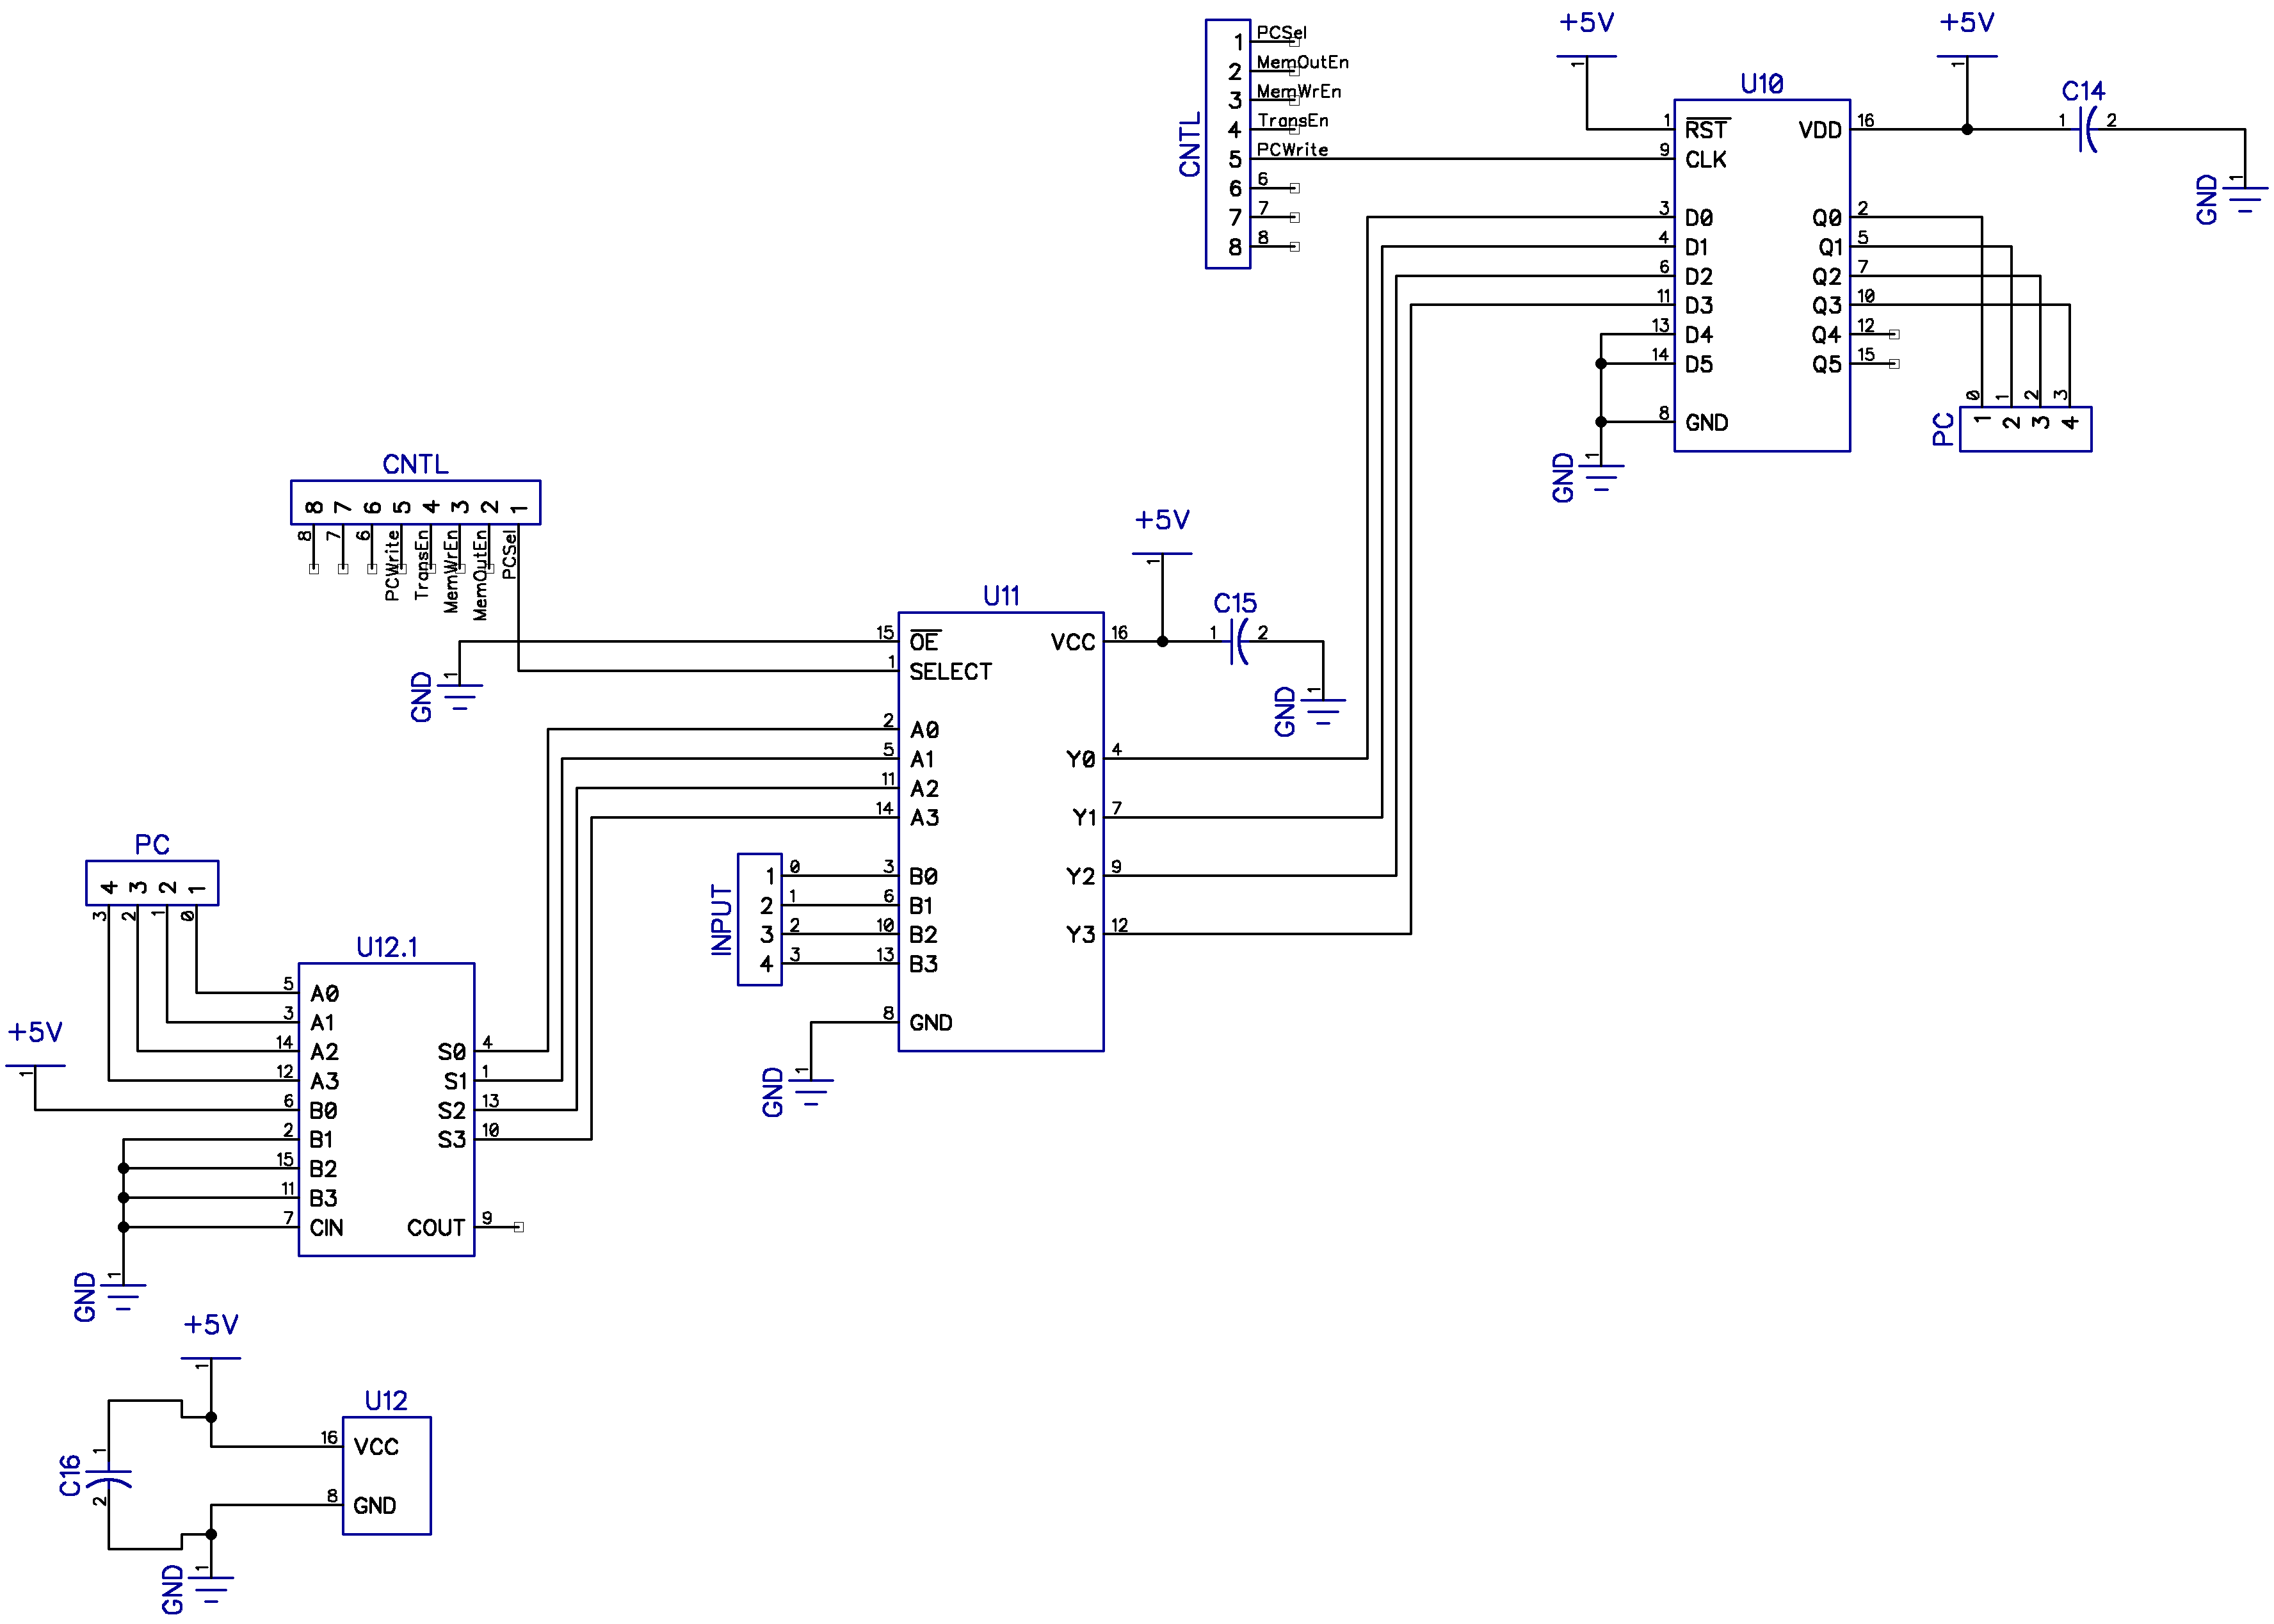 +5V
1
+5V
1
CNTL
1 PCSel
2 MemOutEn
3 MemWrEn
4 TransEn
5 PCWrite
6 6
7 7
8 8
U10
1 RST
9 CLK
3 D0
4 D1
6 D2
11 D3
13 D4
14 D5
8 GND
VDD 16
Q0 2
Q1 5
Q2 7
Q3 10
Q4 12
Q5 15
C14
1 2
GND 1
GND 1
PC
0 1 2 3
1 2 3 4
CNTL
8 7 6 5 4 3 2 1
8 7 6 PCWrite TransEn MemWrEn MemOutEn PCSel
GND 1
+5V
1
U11
15 OE
1 SELECT
2 A0
5 A1
11 A2
14 A3
3 B0
6 B1
10 B2
13 B3
8 GND
VCC 16
Y0 4
Y1 7
Y2 9
Y3 12
C15
1 2
GND 1
INPUT
1 0
2 1
3 2
4 3
GND 1
PC
4 3 2 1
3 2 1 0
+5V
1
U12.1
5 A0
3 A1
14 A2
12 A3
6 B0
2 B1
15 B2
11 B3
7 CIN
S0 4
S1 1
S2 13
S3 10
COUT 9
GND 1
+5V
1
U12
16 VCC
8 GND
C16
1
2
GND 1